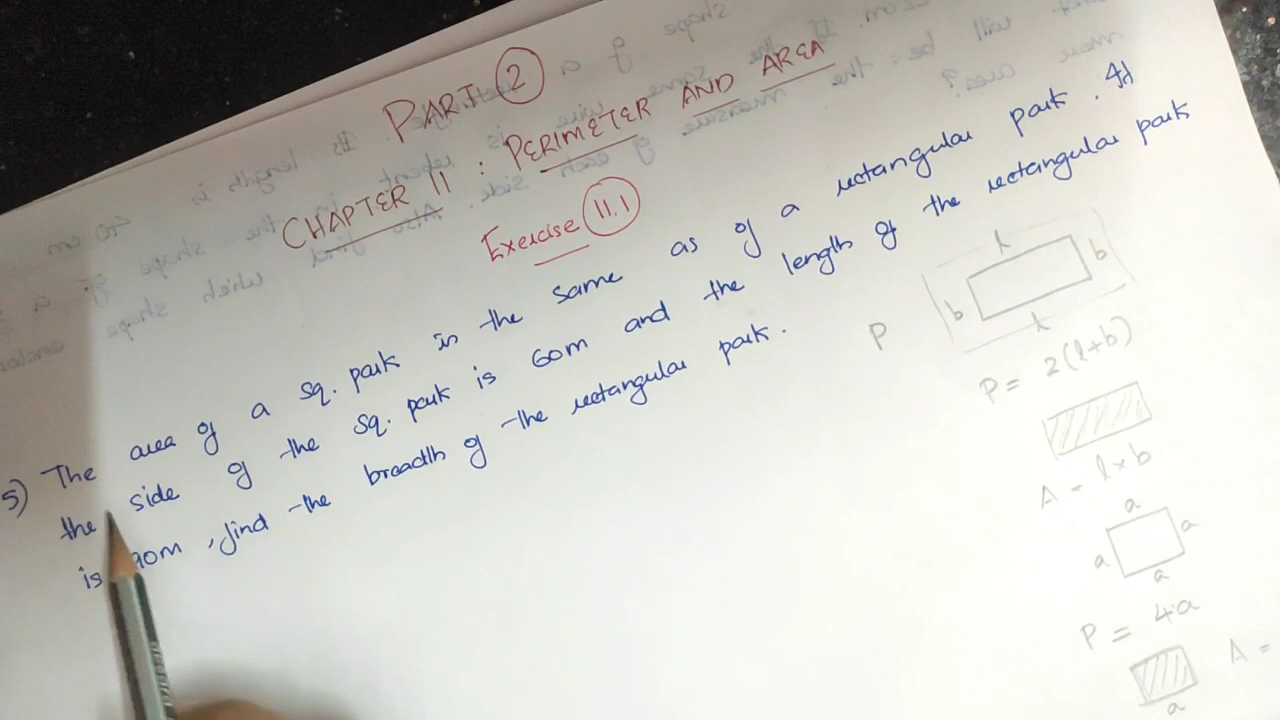 PART 2
CHAPTER 11 : PERIMETER AND AREA
Exercise 11.1
5) The area of a sq. park is the same as of a rectangular park. If
the side of the sq. park is 60m and the length of the rectangular park
is 90m, find the breadth of the rectangular park.
l
b b
l
P
P = 2(l+b)
A = l×b
a
a a
a
P = 4a
A =
a